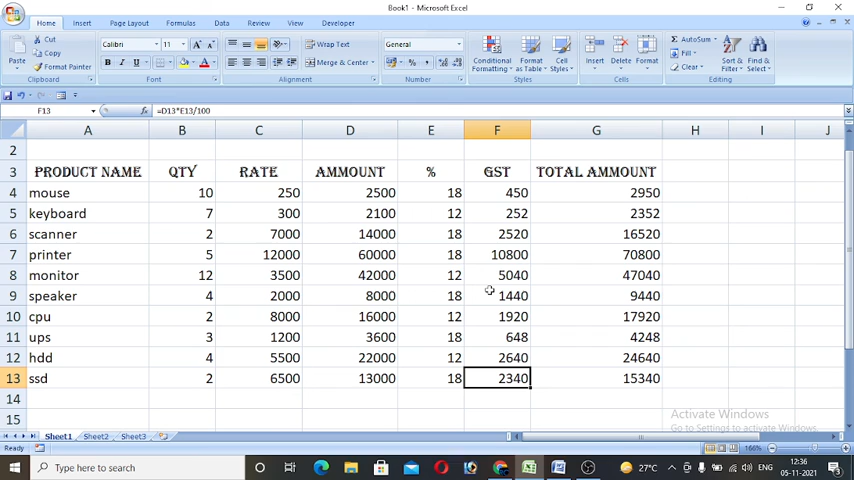 Book1 - Microsoft Excel
Home Insert Page Layout Formulas Data Review View Developer
Paste
Cut
Copy
Format Painter
Clipboard
Calibri 11
B I U
Font
Wrap Text
Merge & Center
Alignment
General
Number
Conditional Formatting
Format as Table
Cell Styles
Styles
Insert Delete Format
Cells
AutoSum
Fill
Clear
Sort & Filter
Find & Select
Editing
F13 fx =D13*E13/100
A B C D E F G H I J
2
3 PRODUCT NAME QTY RATE AMMOUNT % GST TOTAL AMMOUNT
4 mouse 10 250 2500 18 450 2950
5 keyboard 7 300 2100 12 252 2352
6 scanner 2 7000 14000 18 2520 16520
7 printer 5 12000 60000 18 10800 70800
8 monitor 12 3500 42000 12 5040 47040
9 speaker 4 2000 8000 18 1440 9440
10 cpu 2 8000 16000 12 1920 17920
11 ups 3 1200 3600 18 648 4248
12 hdd 4 5500 22000 12 2640 24640
13 ssd 2 6500 13000 18 2340 15340
14
15
Activate Windows
Go to Settings to activate Windows.
Sheet1 Sheet2 Sheet3
Ready 166%
Type here to search
27°C ENG 12:36
05-11-2021
3